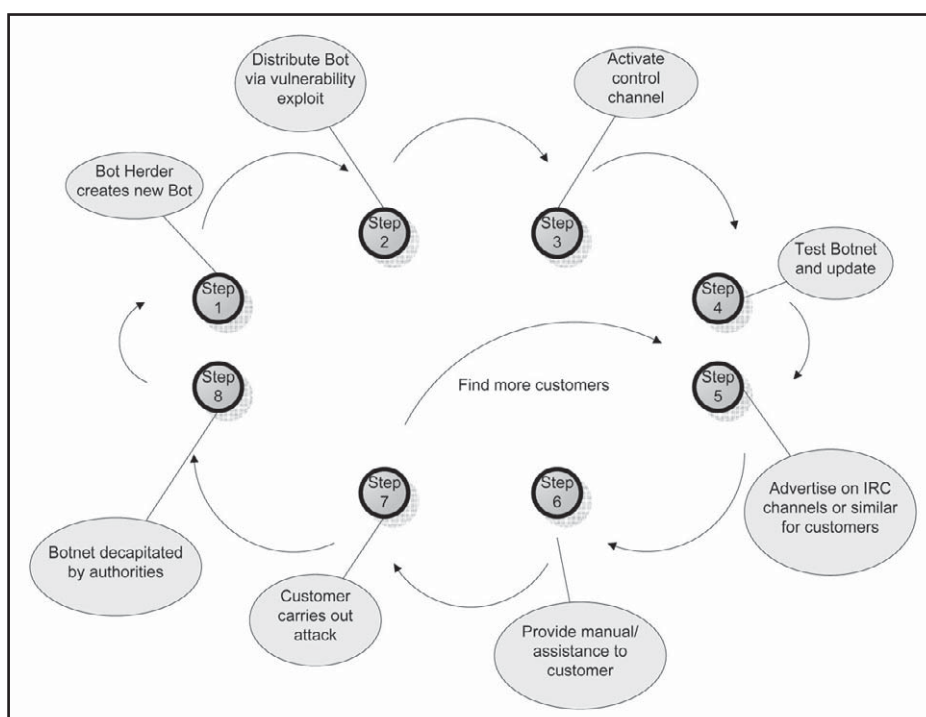 Distribute Bot
via vulnerability
exploit
Activate
control
channel
Bot Herder
creates new Bot
Step
2
Step
3
Test Botnet
and update
Step
1
Step
4
Find more customers
Step
8
Step
5
Step
7
Step
6
Advertise on IRC
channels or similar
for customers
Botnet decapitated
by authorities
Customer
carries out
attack
Provide manual/
assistance to
customer